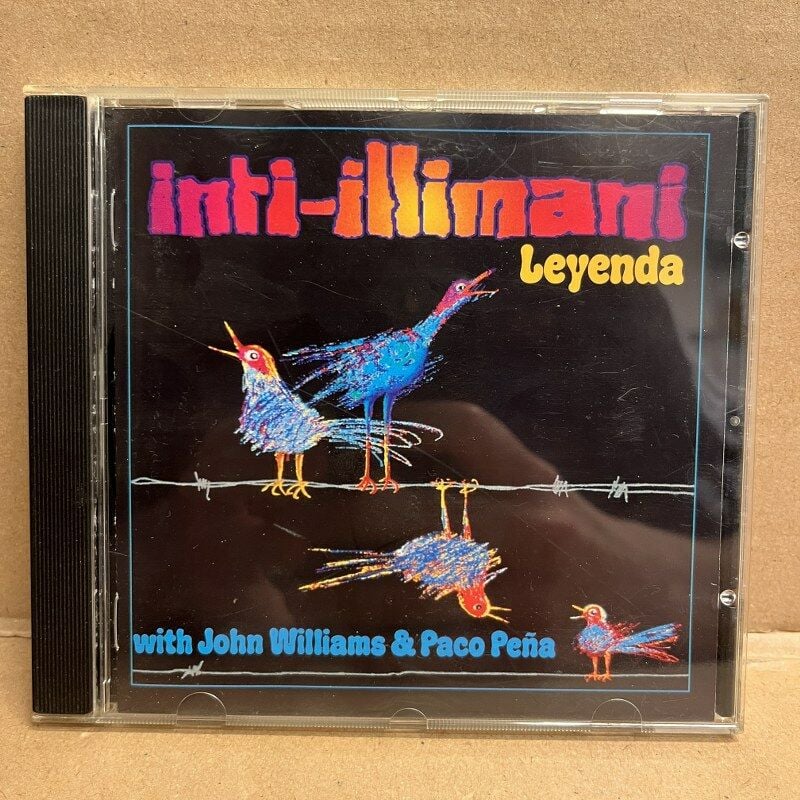 inti-illimani
Leyenda
with John Williams & Paco Peña